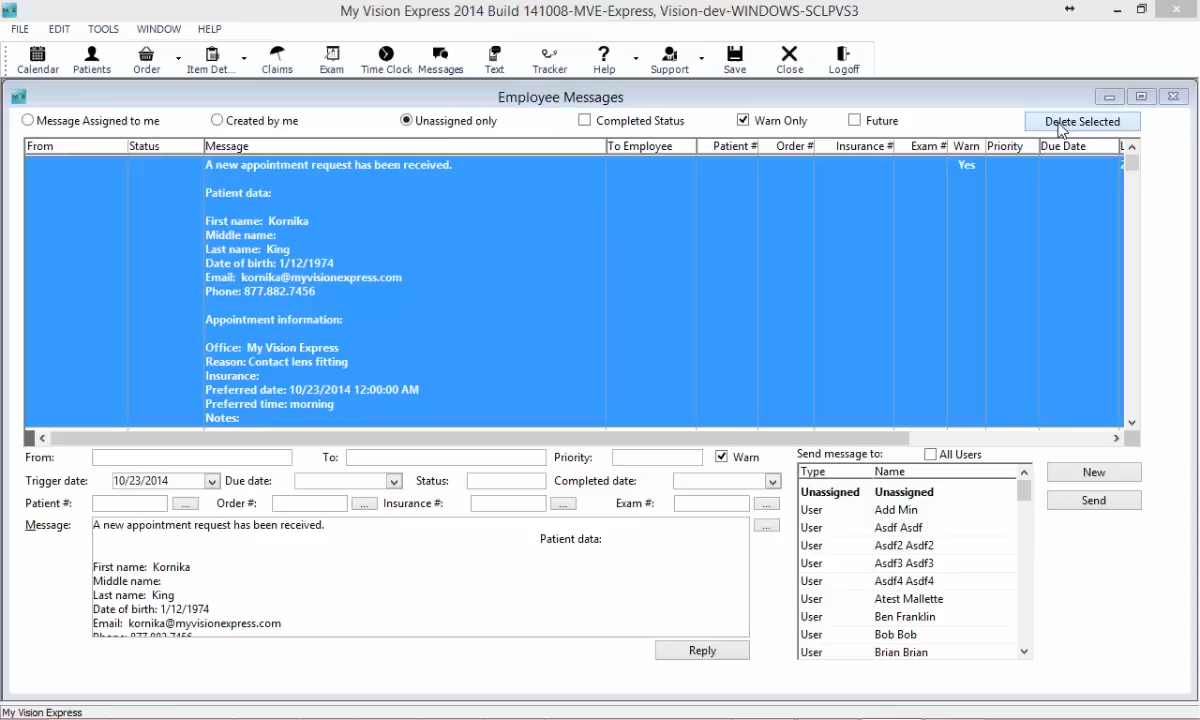 My Vision Express 2014 Build 141008-MVE-Express, Vision-dev-WINDOWS-SCLPVS3
FILE EDIT TOOLS WINDOW HELP
Calendar Patients Order Item Det... Claims Exam Time Clock Messages Text Tracker Help Support Save Close Logoff
Employee Messages
Message Assigned to me Created by me Unassigned only Completed Status Warn Only Future Delete Selected
From Status Message To Employee Patient # Order # Insurance # Exam # Warn Priority Due Date
A new appointment request has been received. Yes
Patient data:
First name: Kornika
Middle name:
Last name: King
Date of birth: 1/12/1974
Email: kornika@myvisionexpress.com
Phone: 877.882.7456
Appointment information:
Office: My Vision Express
Reason: Contact lens fitting
Insurance:
Preferred date: 10/23/2014 12:00:00 AM
Preferred time: morning
Notes:
From: To: Priority: Warn Send message to: All Users
Trigger date: 10/23/2014 Due date: Status: Completed date:
Patient #: ... Order #: ... Insurance #: ... Exam #: ...
Message: A new appointment request has been received. ...
Patient data:
First name: Kornika
Middle name:
Last name: King
Date of birth: 1/12/1974
Email: kornika@myvisionexpress.com
Phone: 877.882.7456
Reply
Type Name
Unassigned Unassigned
User Add Min
User Asdf Asdf
User Asdf2 Asdf2
User Asdf3 Asdf3
User Asdf4 Asdf4
User Atest Mallette
User Ben Franklin
User Bob Bob
User Brian Brian
New
Send
My Vision Express